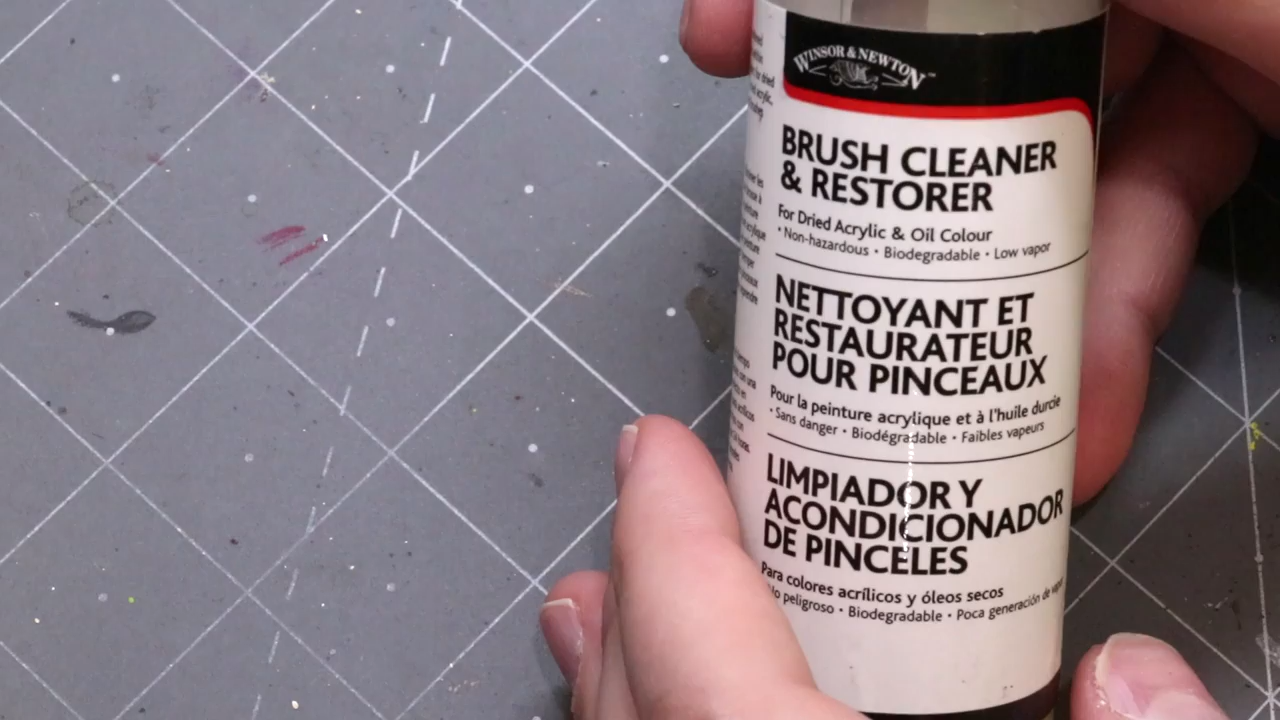 WINSOR & NEWTON™
BRUSH CLEANER
& RESTORER
For Dried Acrylic & Oil Colour
• Non-hazardous • Biodegradable • Low vapor
NETTOYANT ET
RESTAURATEUR
POUR PINCEAUX
Pour la peinture acrylique et à l'huile durcie
• Sans danger • Biodégradable • Faibles vapeurs
LIMPIADOR Y
ACONDICIONADOR
DE PINCELES
Para colores acrílicos y óleos secos
peligroso • Biodegradable • Poca generación de vapor